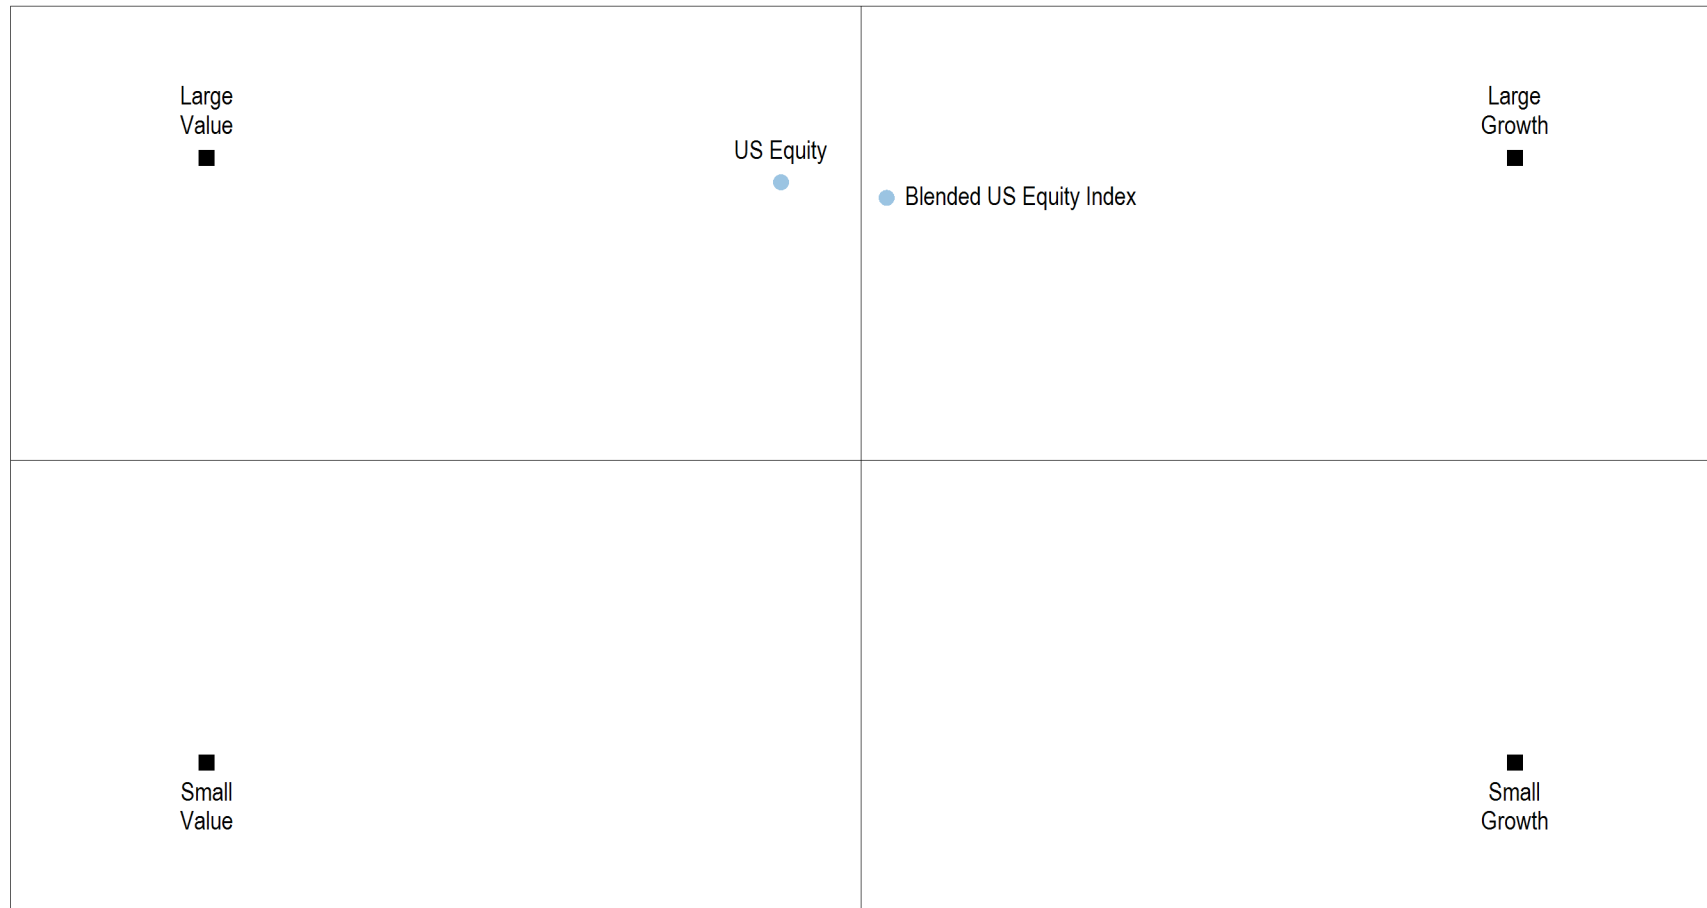 Large
Value
Large
Growth
US Equity
Blended US Equity Index
Small
Value
Small
Growth